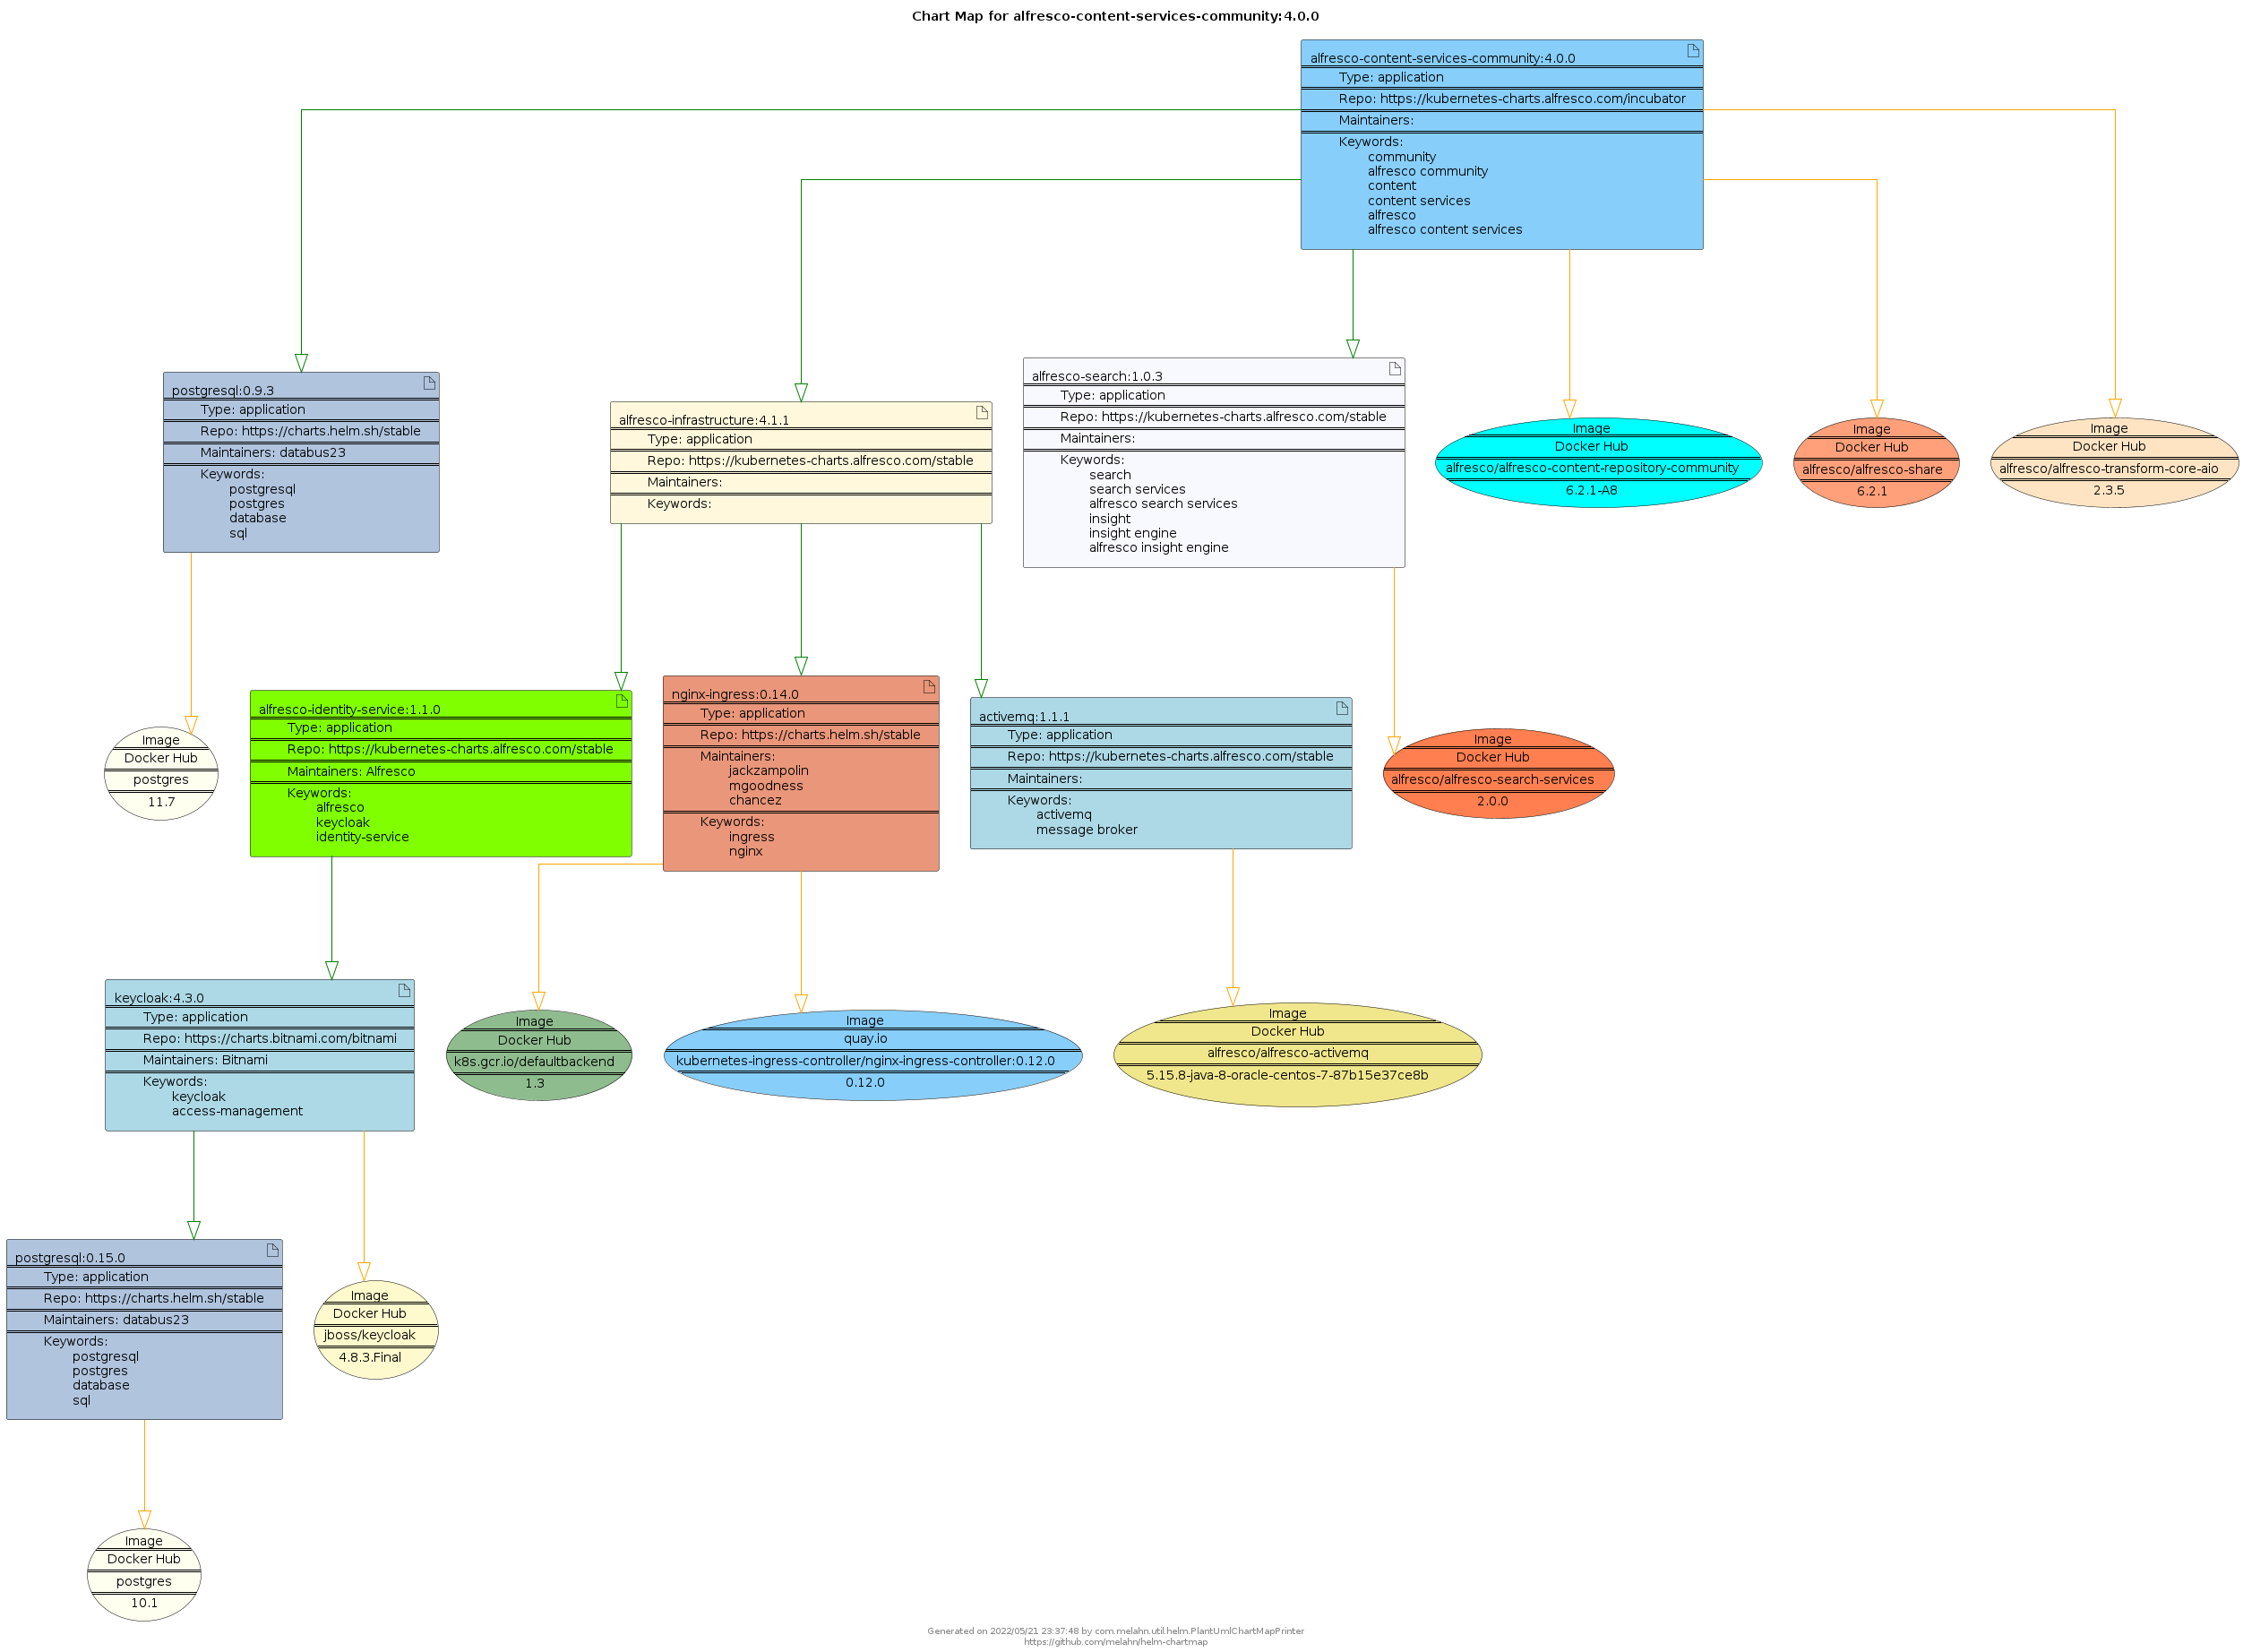 Chart Map for alfresco-content-services-community:4.0.0
alfresco-content-services-community:4.0.0
Type: application
Repo: https://kubernetes-charts.alfresco.com/incubator
Maintainers:
Keywords:
community
alfresco community
content
content services
alfresco
alfresco content services
postgresql:0.9.3
Type: application
Repo: https://charts.helm.sh/stable
Maintainers: databus23
Keywords:
postgresql
postgres
database
sql
alfresco-infrastructure:4.1.1
Type: application
Repo: https://kubernetes-charts.alfresco.com/stable
Maintainers:
Keywords:
alfresco-search:1.0.3
Type: application
Repo: https://kubernetes-charts.alfresco.com/stable
Maintainers:
Keywords:
search
search services
alfresco search services
insight
insight engine
alfresco insight engine
Image
Docker Hub
alfresco/alfresco-content-repository-community
6.2.1-A8
Image
Docker Hub
alfresco/alfresco-share
6.2.1
Image
Docker Hub
alfresco/alfresco-transform-core-aio
2.3.5
Image
Docker Hub
postgres
11.7
alfresco-identity-service:1.1.0
Type: application
Repo: https://kubernetes-charts.alfresco.com/stable
Maintainers: Alfresco
Keywords:
alfresco
keycloak
identity-service
nginx-ingress:0.14.0
Type: application
Repo: https://charts.helm.sh/stable
Maintainers:
jackzampolin
mgoodness
chancez
Keywords:
ingress
nginx
activemq:1.1.1
Type: application
Repo: https://kubernetes-charts.alfresco.com/stable
Maintainers:
Keywords:
activemq
message broker
Image
Docker Hub
alfresco/alfresco-search-services
2.0.0
keycloak:4.3.0
Type: application
Repo: https://charts.bitnami.com/bitnami
Maintainers: Bitnami
Keywords:
keycloak
access-management
Image
Docker Hub
k8s.gcr.io/defaultbackend
1.3
Image
quay.io
kubernetes-ingress-controller/nginx-ingress-controller:0.12.0
0.12.0
Image
Docker Hub
alfresco/alfresco-activemq
5.15.8-java-8-oracle-centos-7-87b15e37ce8b
postgresql:0.15.0
Type: application
Repo: https://charts.helm.sh/stable
Maintainers: databus23
Keywords:
postgresql
postgres
database
sql
Image
Docker Hub
jboss/keycloak
4.8.3.Final
Image
Docker Hub
postgres
10.1
Generated on 2022/05/21 23:37:48 by com.melahn.util.helm.PlantUmlChartMapPrinter
https://github.com/melahn/helm-chartmap